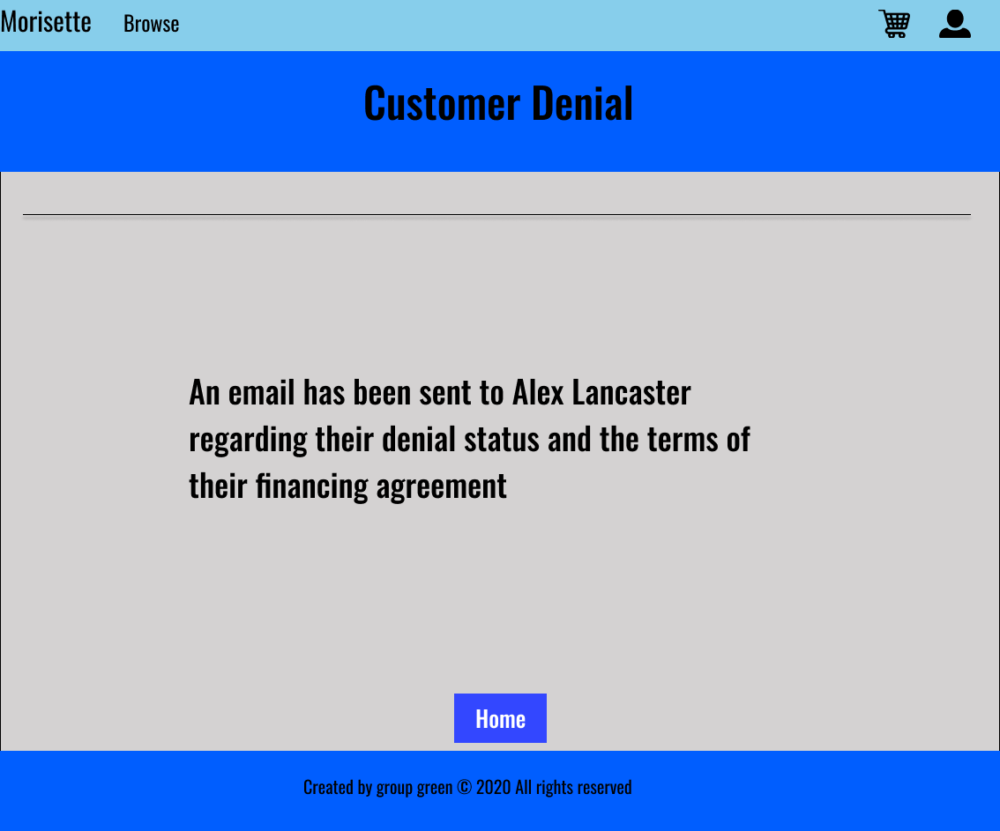 Morisette Browse
Customer Denial
An email has been sent to Alex Lancaster
regarding their denial status and the terms of
their financing agreement
Home
Created by group green © 2020 All rights reserved